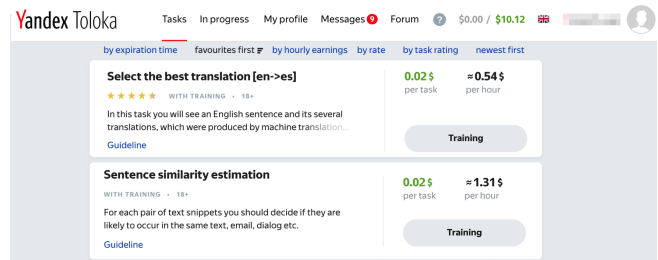 Yandex Toloka Tasks In progress My profile Messages 9 Forum ? $0.00 / $10.12
by expiration time favourites first by hourly earnings by rate by task rating newest first
Select the best translation [en->es]
WITH TRAINING • 18+
In this task you will see an English sentence and its several
translations, which were produced by machine translation...
Guideline
0.02 $ ≈ 0.54 $
per task per hour
Training
Sentence similarity estimation
WITH TRAINING • 18+
For each pair of text snippets you should decide if they are
likely to occur in the same text, email, dialog etc.
Guideline
0.02 $ ≈ 1.31 $
per task per hour
Training